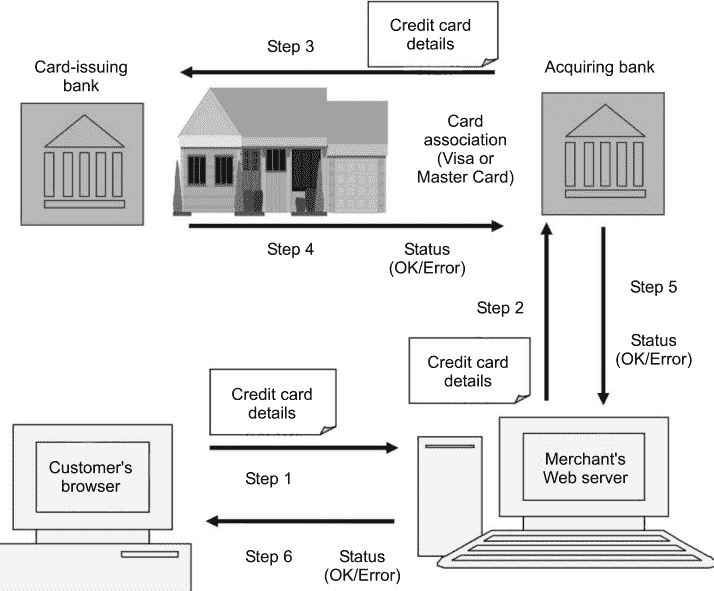 Credit card
details
Step 3
Card-issuing
bank
Acquiring bank
Card
association
(Visa or
Master Card)
Step 4
Status
(OK/Error)
Step 2
Step 5
Status
(OK/Error)
Credit card
details
Credit card
details
Customer's
browser
Step 1
Merchant's
Web server
Step 6
Status
(OK/Error)